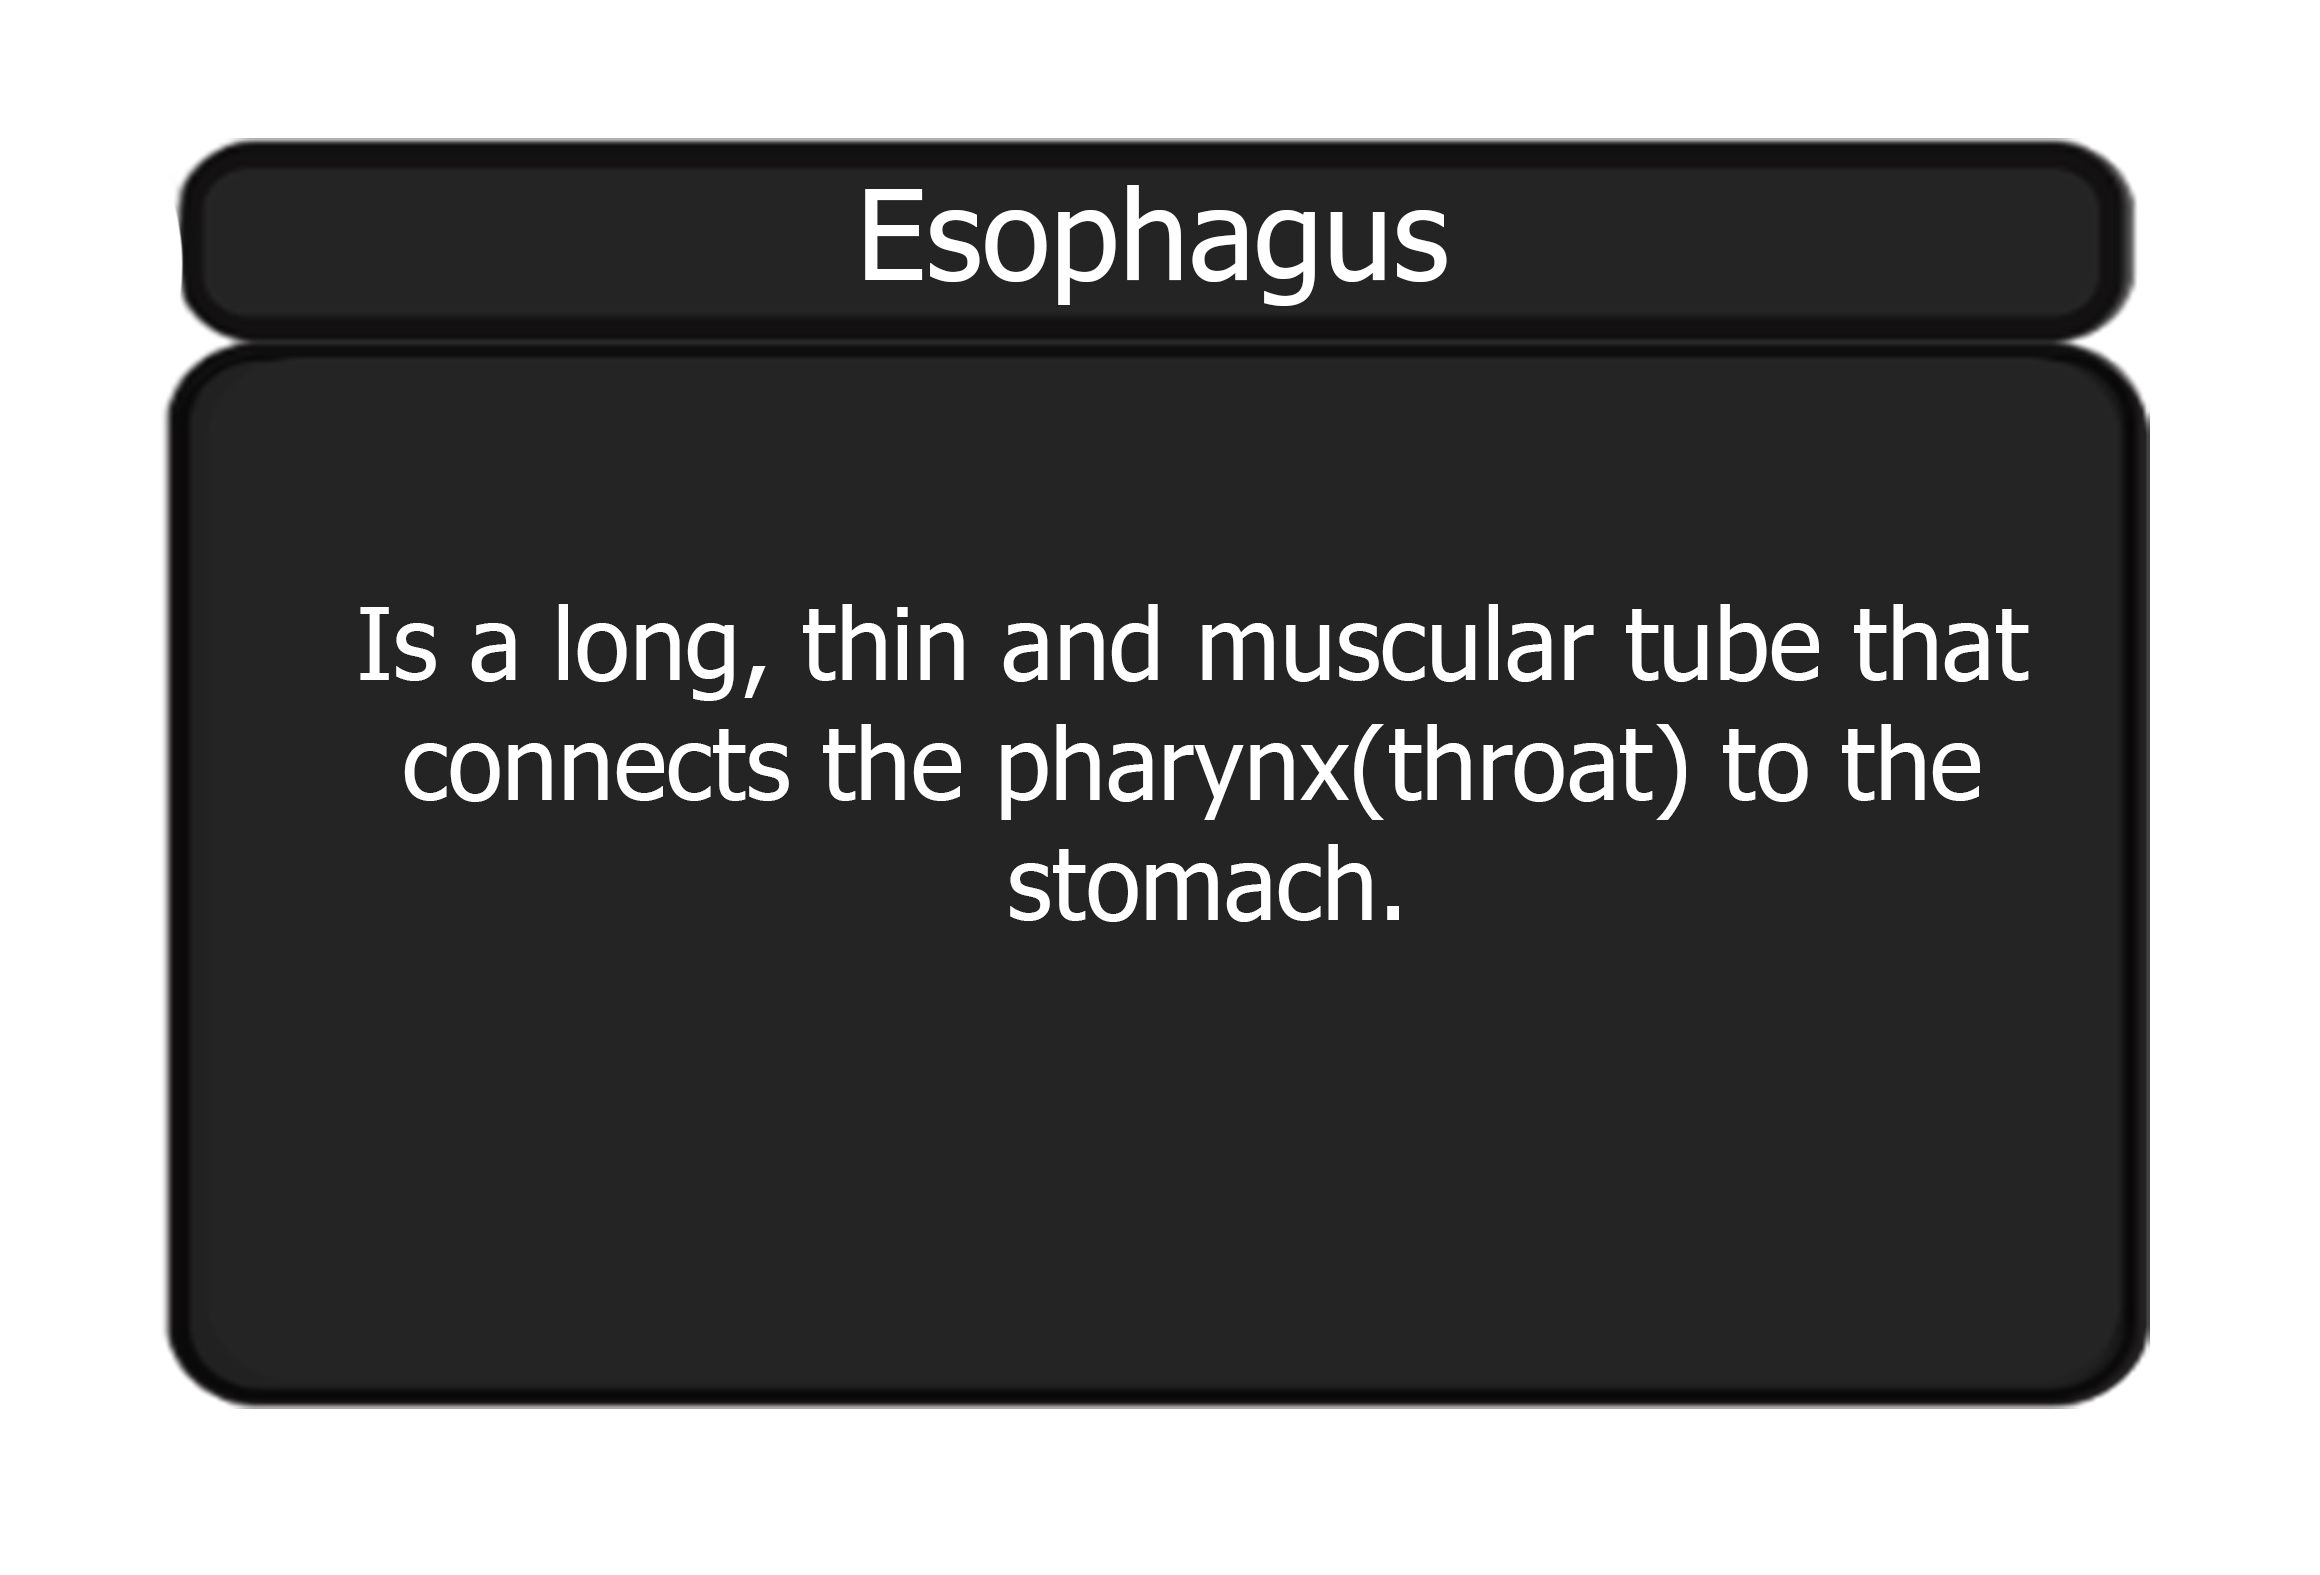 Esophagus
Is a long, thin and muscular tube that
connects the pharynx(throat) to the
stomach.